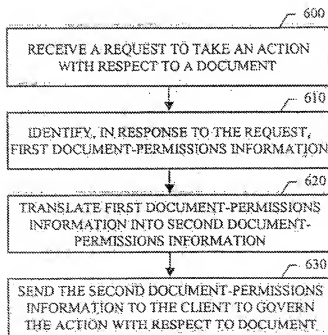 600
RECEIVE A REQUEST TO TAKE AN ACTION
WITH RESPECT TO A DOCUMENT
610
IDENTIFY, IN RESPONSE TO THE REQUEST,
FIRST DOCUMENT-PERMISSIONS INFORMATION
620
TRANSLATE FIRST DOCUMENT-PERMISSIONS
INFORMATION INTO SECOND DOCUMENT-
PERMISSIONS INFORMATION
630
SEND THE SECOND DOCUMENT-PERMISSIONS
INFORMATION TO THE CLIENT TO GOVERN
THE ACTION WITH RESPECT TO DOCUMENT